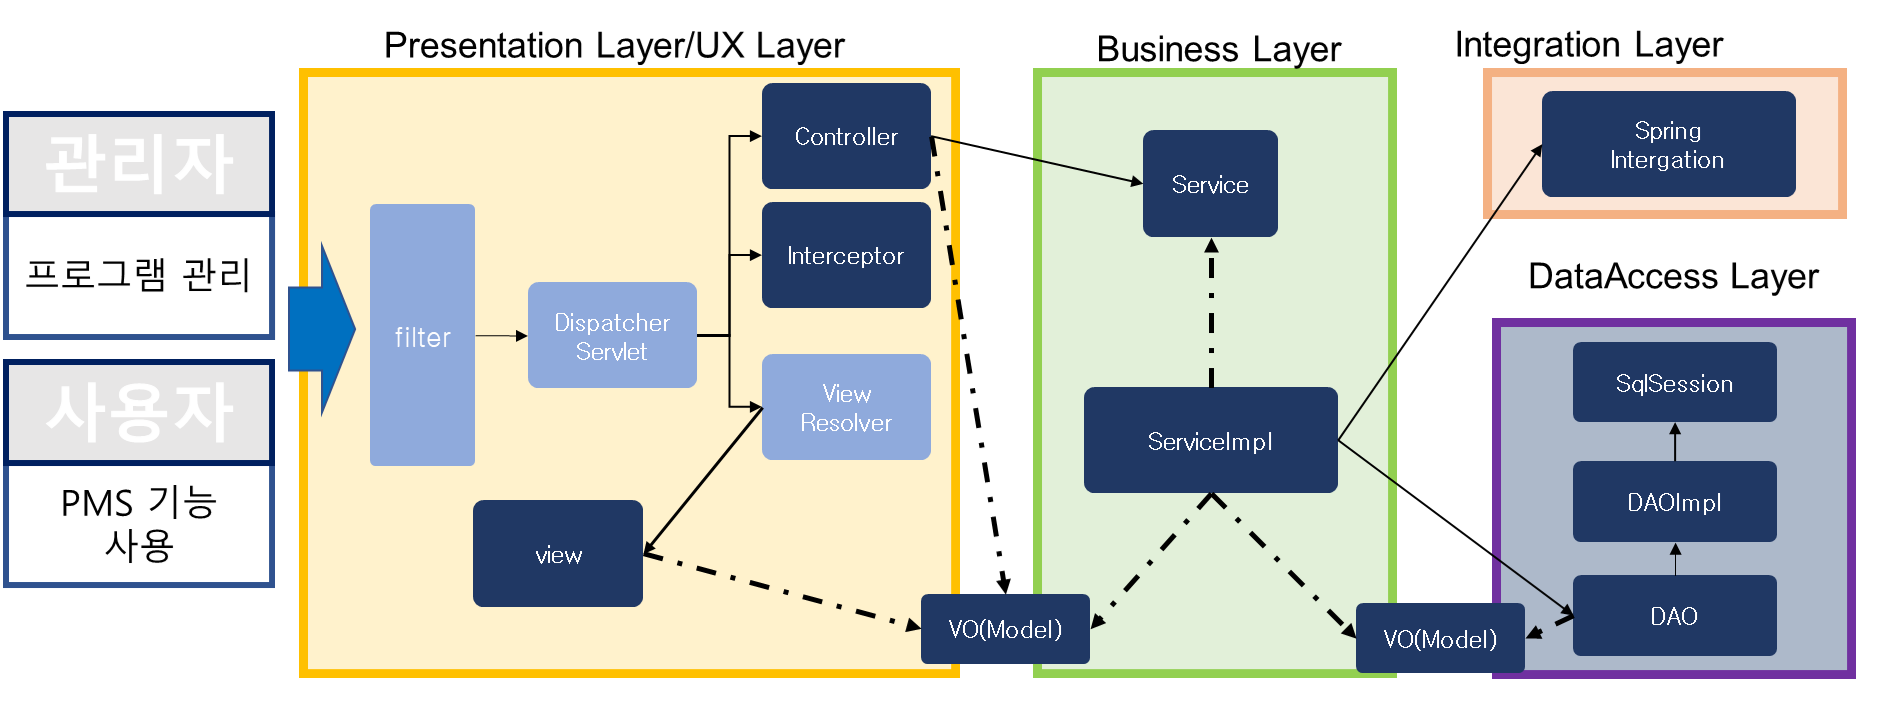 관리자
프로그램 관리
사용자
PMS 기능
사용
Presentation Layer/UX Layer
filter
Dispatcher
Servlet
Controller
Interceptor
View
Resolver
view
VO(Model)
Business Layer
Service
ServiceImpl
VO(Model)
Integration Layer
Spring
Intergation
DataAccess Layer
SqlSession
DAOImpl
DAO